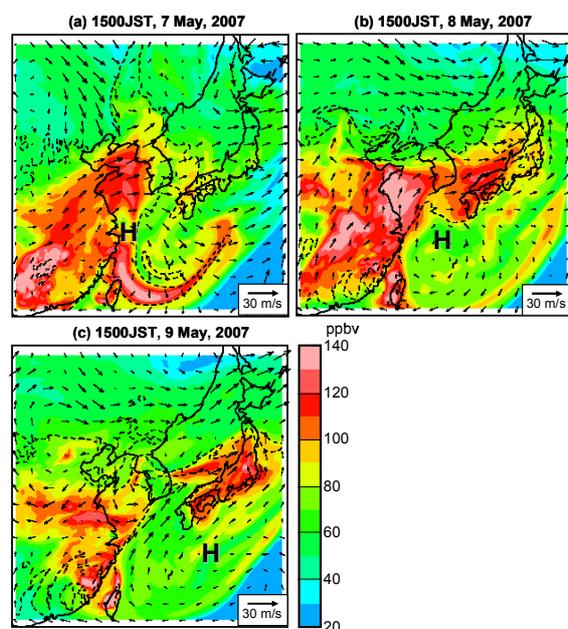 (a) 1500JST, 7 May, 2007
H
30 m/s
(b) 1500JST, 8 May, 2007
H
30 m/s
(c) 1500JST, 9 May, 2007
H
30 m/s
ppbv
140
120
100
80
60
40
20